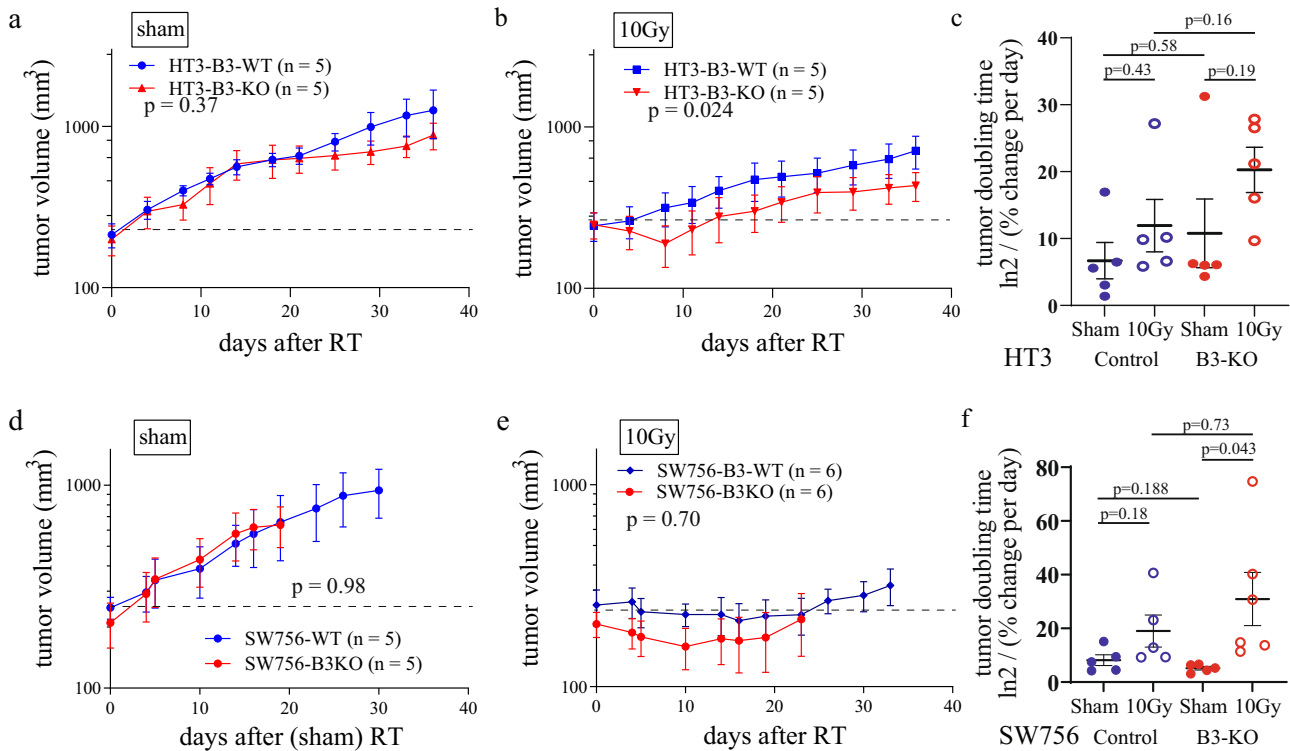 a
sham
HT3-B3-WT (n = 5)
HT3-B3-KO (n = 5)
p = 0.37
tumor volume (mm³)
1000
100
0
10
20
30
40
days after RT
b
10Gy
HT3-B3-WT (n = 5)
HT3-B3-KO (n = 5)
p = 0.024
tumor volume (mm³)
1000
100
0
10
20
30
40
days after RT
c
p=0.16
p=0.58
p=0.43
p=0.19
tumor doubling time
ln2 / (% change per day)
40
30
20
10
0
Sham 10Gy Sham 10Gy
HT3 Control B3-KO
d
sham
p = 0.98
SW756-WT (n = 5)
SW756-B3KO (n = 5)
tumor volume (mm³)
1000
100
0
10
20
30
40
days after (sham) RT
e
10Gy
SW756-B3-WT (n = 6)
SW756-B3KO (n = 6)
p = 0.70
tumor volume (mm³)
1000
100
0
10
20
30
40
days after RT
f
p=0.73
p=0.043
p=0.188
p=0.18
tumor doubling time
ln2 / (% change per day)
80
60
40
20
0
Sham 10Gy Sham 10Gy
SW756 Control B3-KO